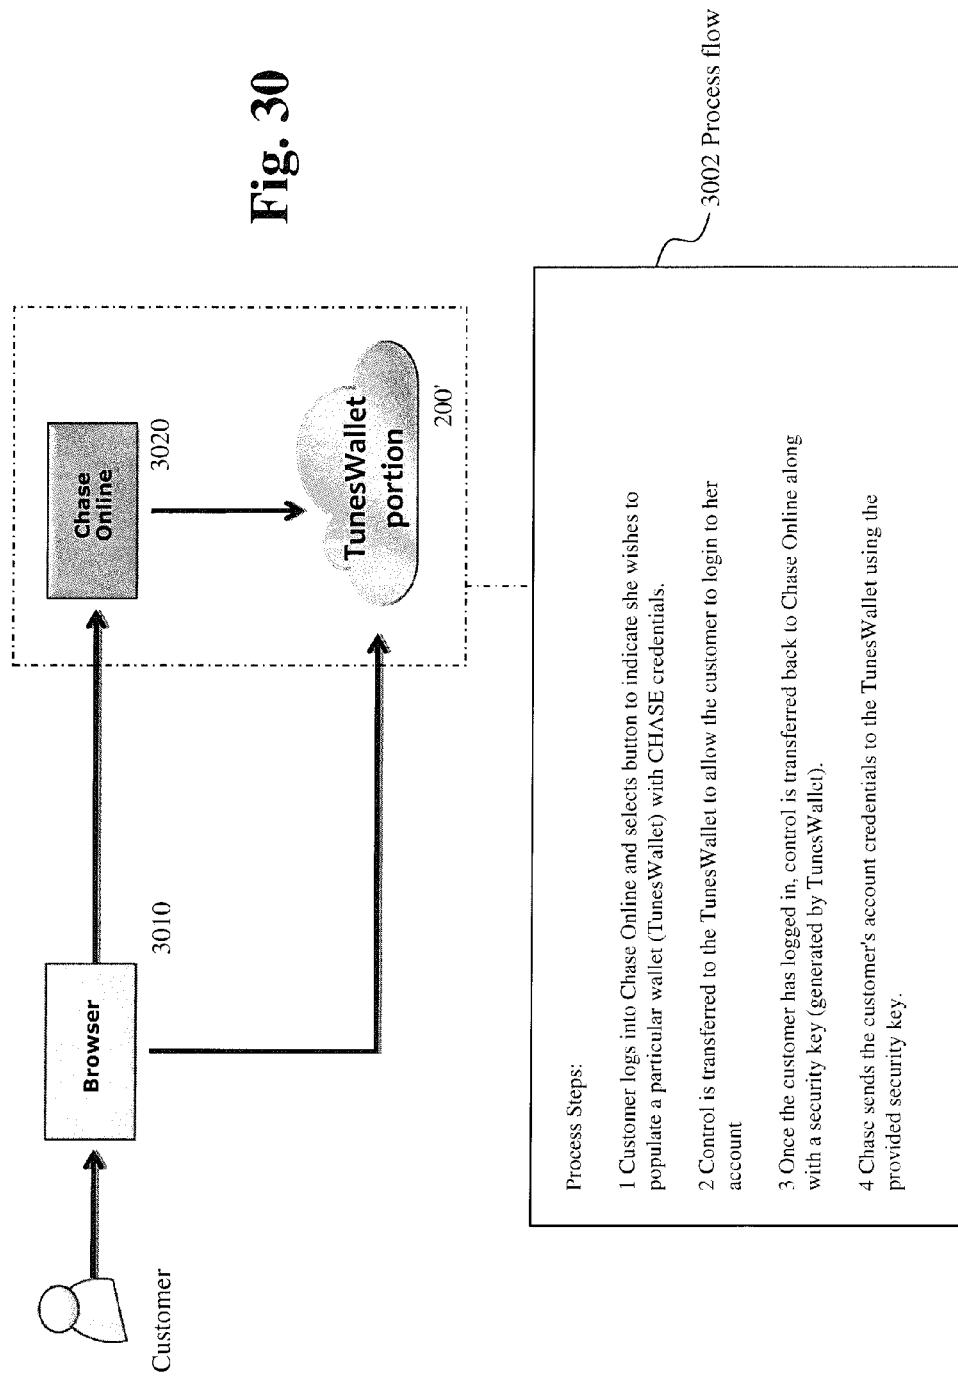 Customer
Browser
3010
Chase
Online
3020
TunesWallet
portion
200'
Fig. 30
Process Steps:
1 Customer logs into Chase Online and selects button to indicate she wishes to
populate a particular wallet (TunesWallet) with CHASE credentials.
2 Control is transferred to the TunesWallet to allow the customer to login to her
account
3 Once the customer has logged in, control is transferred back to Chase Online along
with a security key (generated by TunesWallet).
4 Chase sends the customer's account credentials to the TunesWallet using the
provided security key.
3002 Process flow